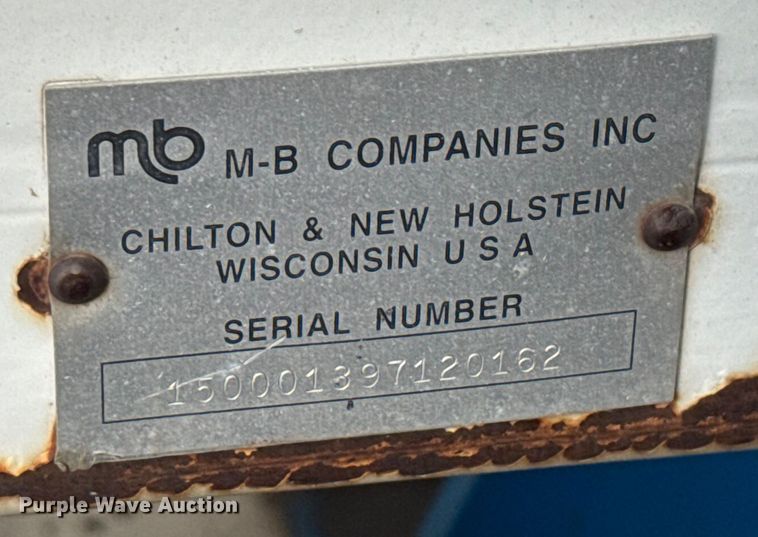 mb M-B COMPANIES INC
CHILTON & NEW HOLSTEIN
WISCONSIN U S A
SERIAL NUMBER
150001397120162
Purple Wave Auction